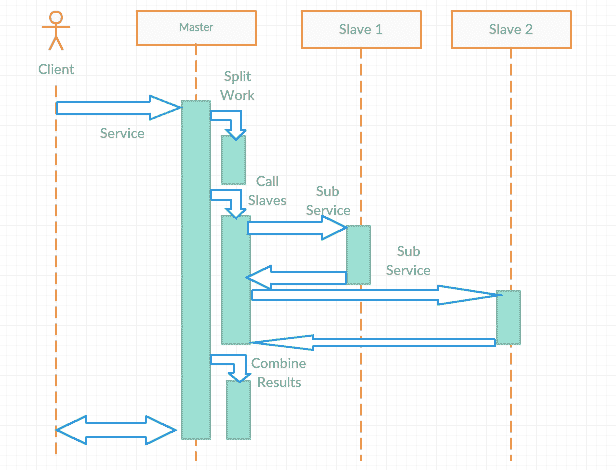 Master
Slave 1
Slave 2
Client
Split
Work
Service
Call
Slaves
Sub
Service
Sub
Service
Combine
Results